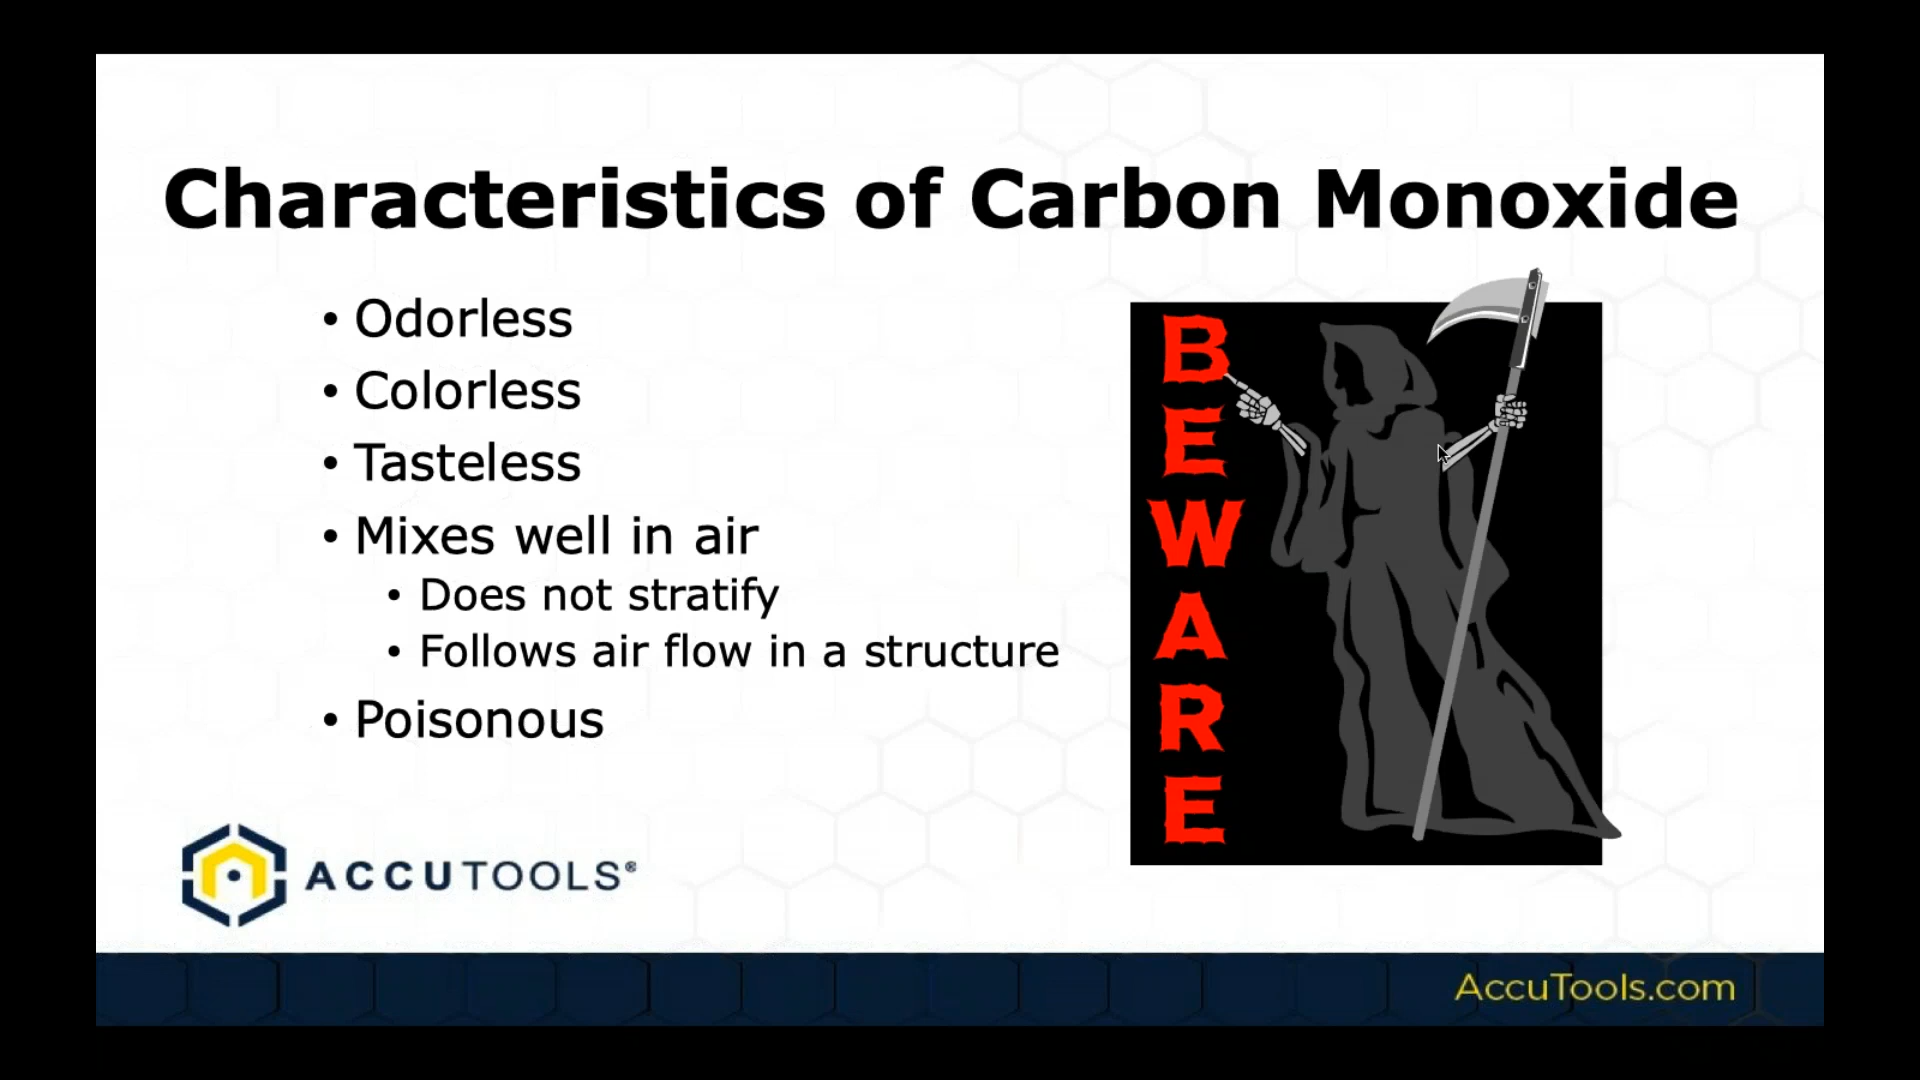 Characteristics of Carbon Monoxide
• Odorless
• Colorless
• Tasteless
• Mixes well in air
• Does not stratify
• Follows air flow in a structure
• Poisonous
BEWARE
ACCUTOOLS®
AccuTools.com